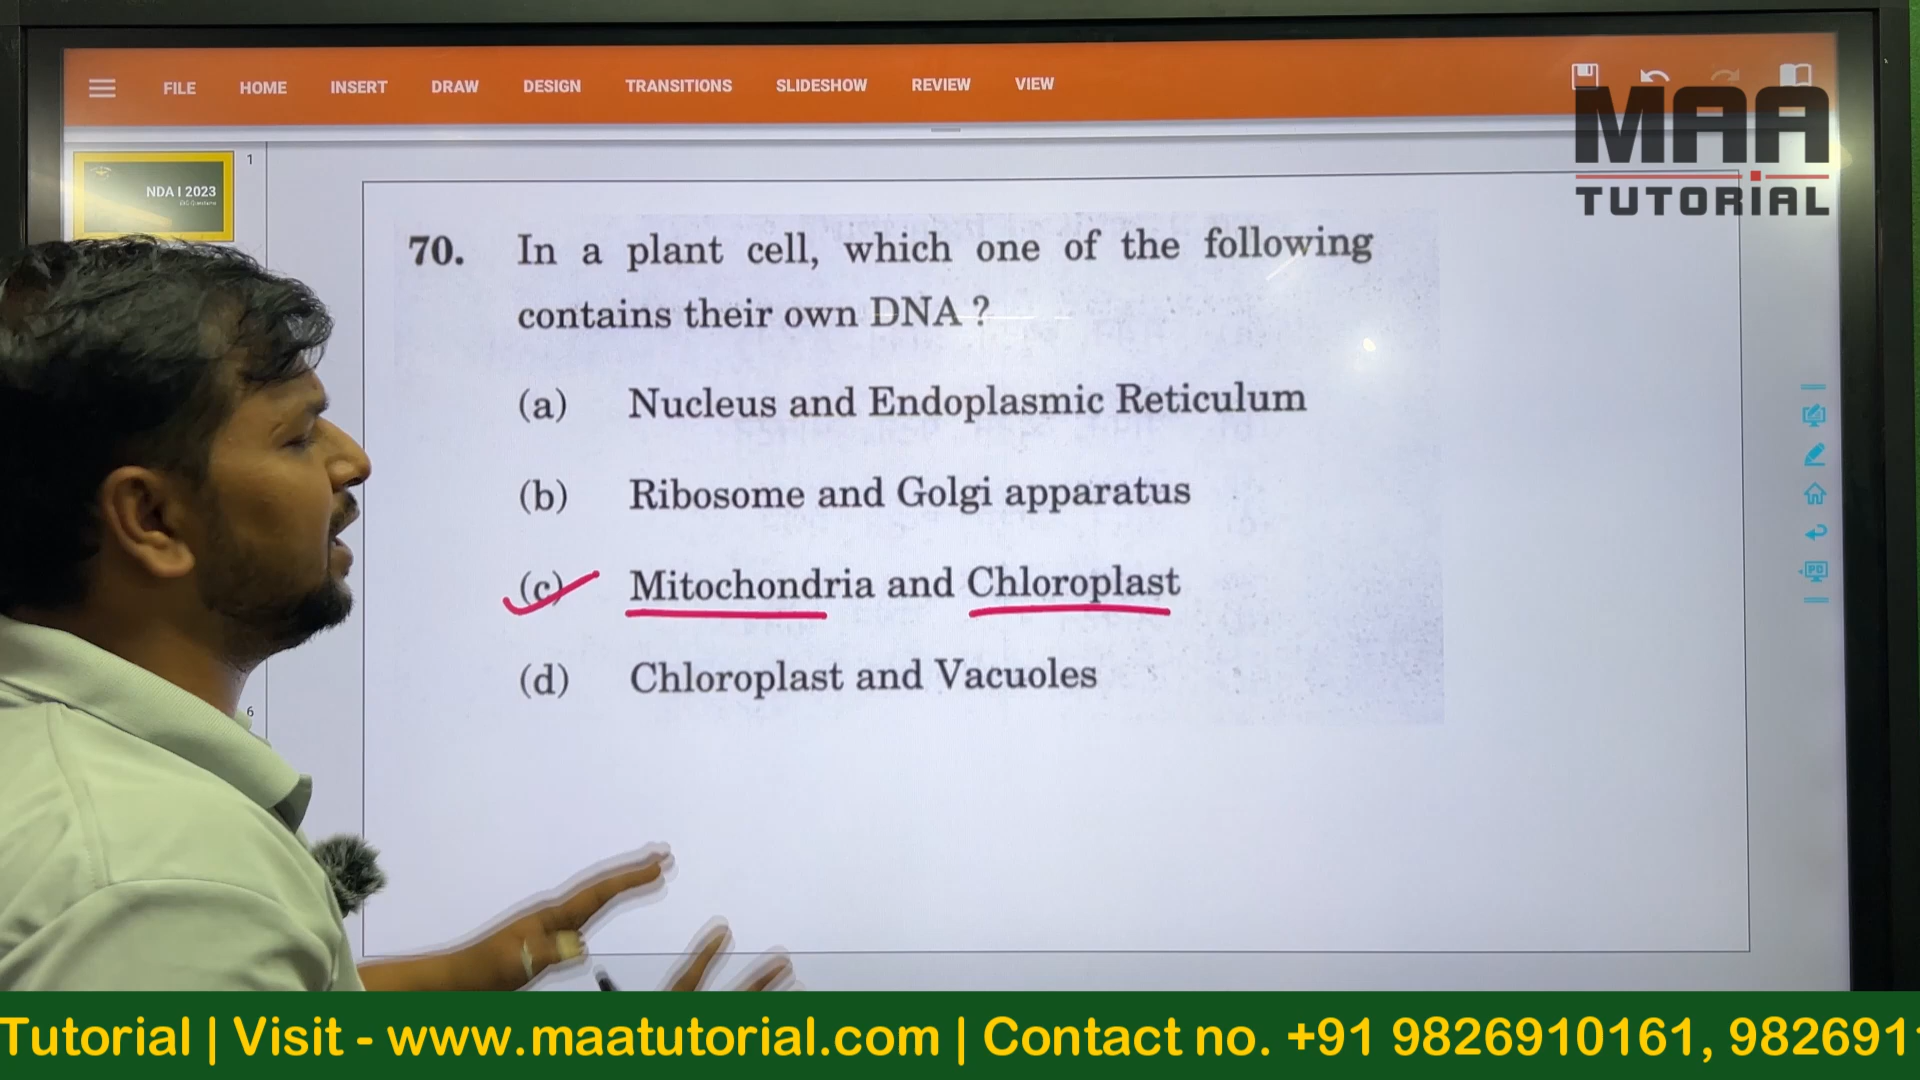 FILE HOME INSERT DRAW DESIGN TRANSITIONS SLIDESHOW REVIEW VIEW
MAA
TUTORiAL
1
NDA I 2023
70. In a plant cell, which one of the following
contains their own DNA ?
(a) Nucleus and Endoplasmic Reticulum
(b) Ribosome and Golgi apparatus
(c) Mitochondria and Chloroplast
(d) Chloroplast and Vacuoles
6
Tutorial | Visit - www.maatutorial.com | Contact no. +91 9826910161, 982691